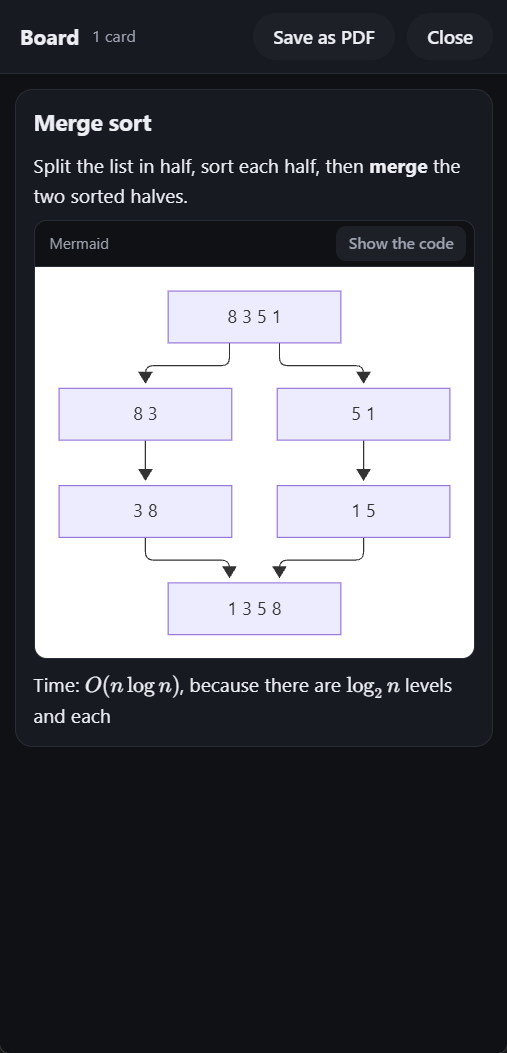 Board 1 card Save as PDF Close
Merge sort
Split the list in half, sort each half, then merge the
two sorted halves.
Mermaid Show the code
8 3 5 1
8 3 5 1
3 8 1 5
1 3 5 8
Time: O(n log n), because there are log₂ n levels
and each